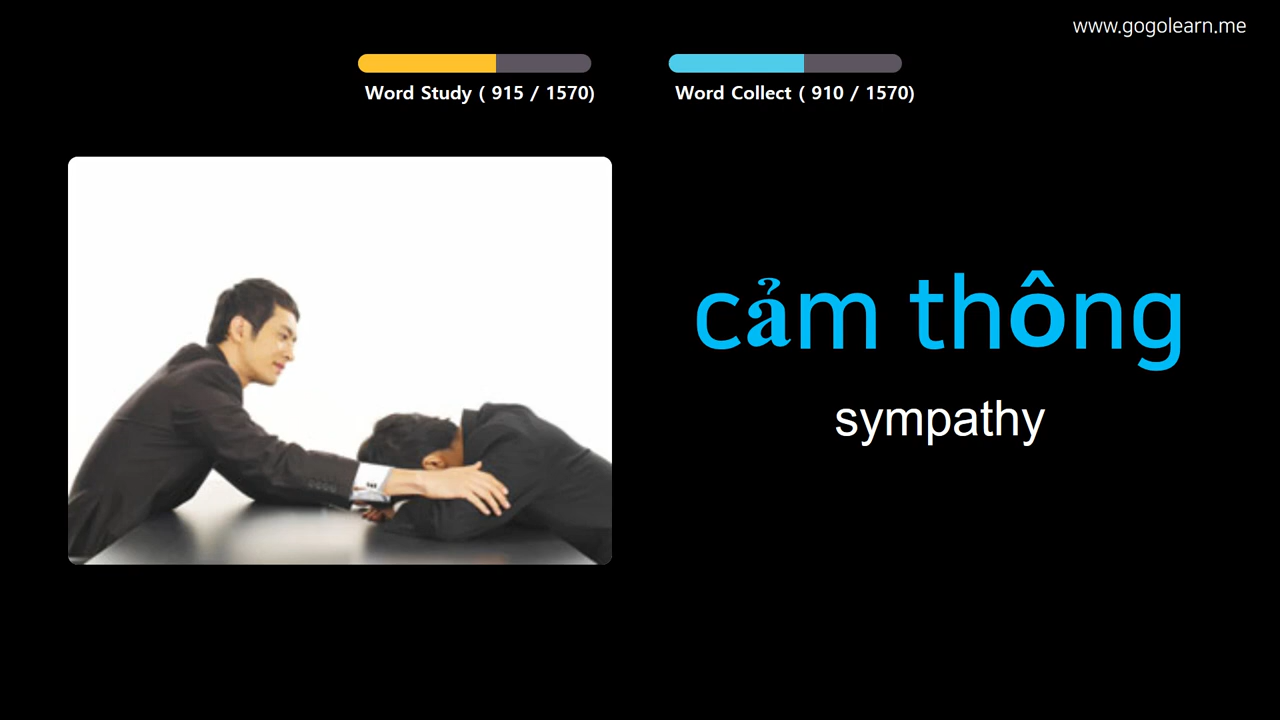 www.gogolearn.me
Word Study ( 915 / 1570)
Word Collect ( 910 / 1570)
cảm thông
sympathy